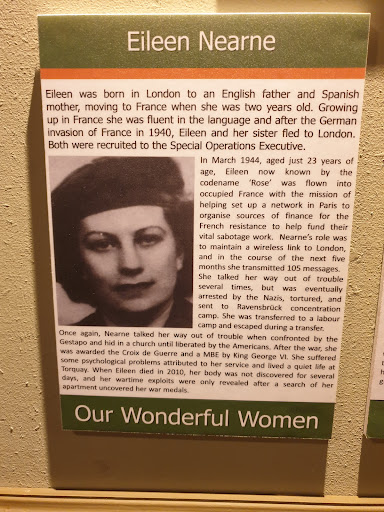 Eileen Nearne
Eileen was born in London to an English father and Spanish
mother, moving to France when she was two years old. Growing
up in France she was fluent in the language and after the German
invasion of France in 1940, Eileen and her sister fled to London.
Both were recruited to the Special Operations Executive.
In March 1944, aged just 23 years of
age, Eileen now known by the
codename 'Rose' was flown into
occupied France with the mission of
helping set up a network in Paris to
organise sources of finance for the
French resistance to help fund their
vital sabotage work. Nearne's role was
to maintain a wireless link to London,
and in the course of the next five
months she transmitted 105 messages.
She talked her way out of trouble
several times, but was eventually
arrested by the Nazis, tortured, and
sent to Ravensbrück concentration
camp. She was transferred to a labour
camp and escaped during a transfer.
Once again, Nearne talked her way out of trouble when confronted by the
Gestapo and hid in a church until liberated by the Americans. After the war, she
was awarded the Croix de Guerre and a MBE by King George VI. She suffered
some psychological problems attributed to her service and lived a quiet life at
Torquay. When Eileen died in 2010, her body was not discovered for several
days, and her wartime exploits were only revealed after a search of her
apartment uncovered her war medals.
Our Wonderful Women